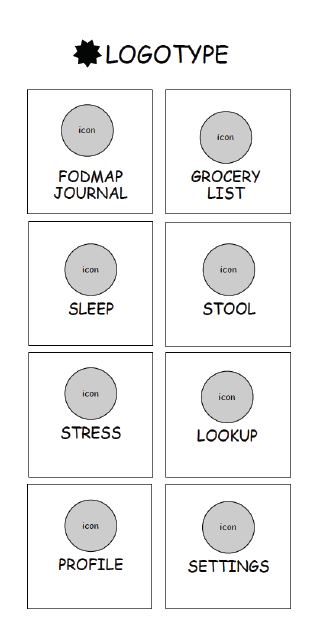 LOGOTYPE
icon
FODMAP
JOURNAL
icon
GROCERY
LIST
icon
SLEEP
icon
STOOL
icon
STRESS
icon
LOOKUP
icon
PROFILE
icon
SETTINGS